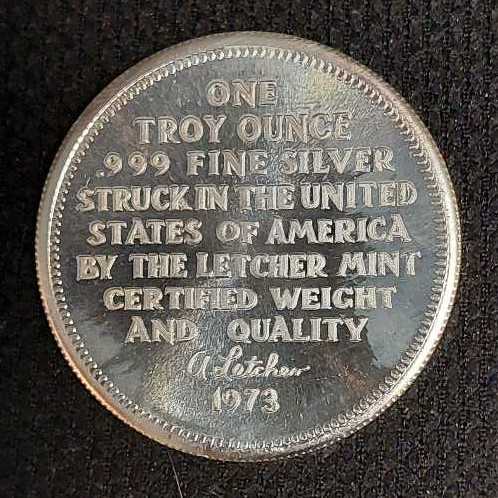 ONE
TROY OUNCE
.999 FINE SILVER
STRUCK IN THE UNITED
STATES OF AMERICA
BY THE LETCHER MINT
CERTIFIED WEIGHT
AND QUALITY
A Letcher
1973